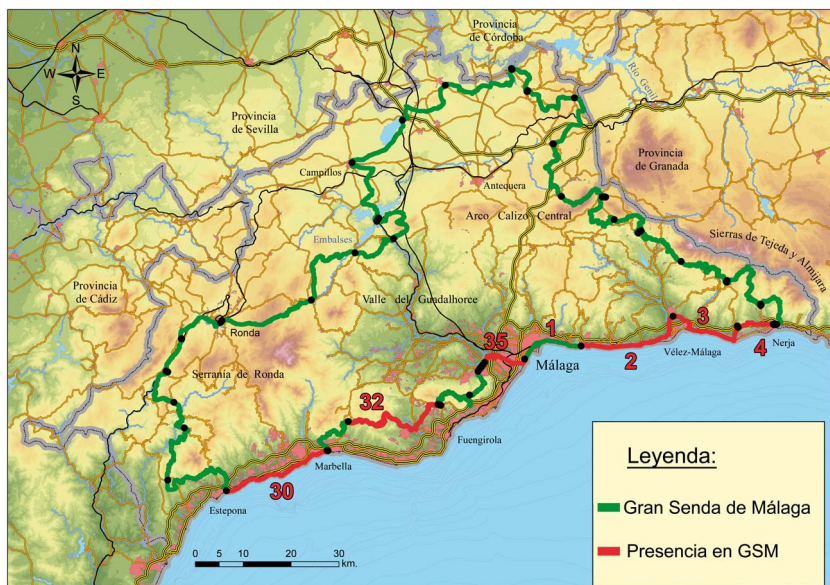 Provincia
de Córdoba
N
W E
S
Río Genil
Provincia
de Sevilla
Provincia
de Granada
Campillos
Antequera
Arco Calizo Central
Sierras de Tejeda y Almijara
Embalses
Provincia
de Cádiz
Valle del Guadalhorce
Ronda
1
3
35
Málaga
2
Vélez-Málaga
4
Nerja
Serranía de Ronda
32
Fuengirola
Marbella
30
Estepona
0 5 10 20 30
km.
Leyenda:
Gran Senda de Málaga
Presencia en GSM